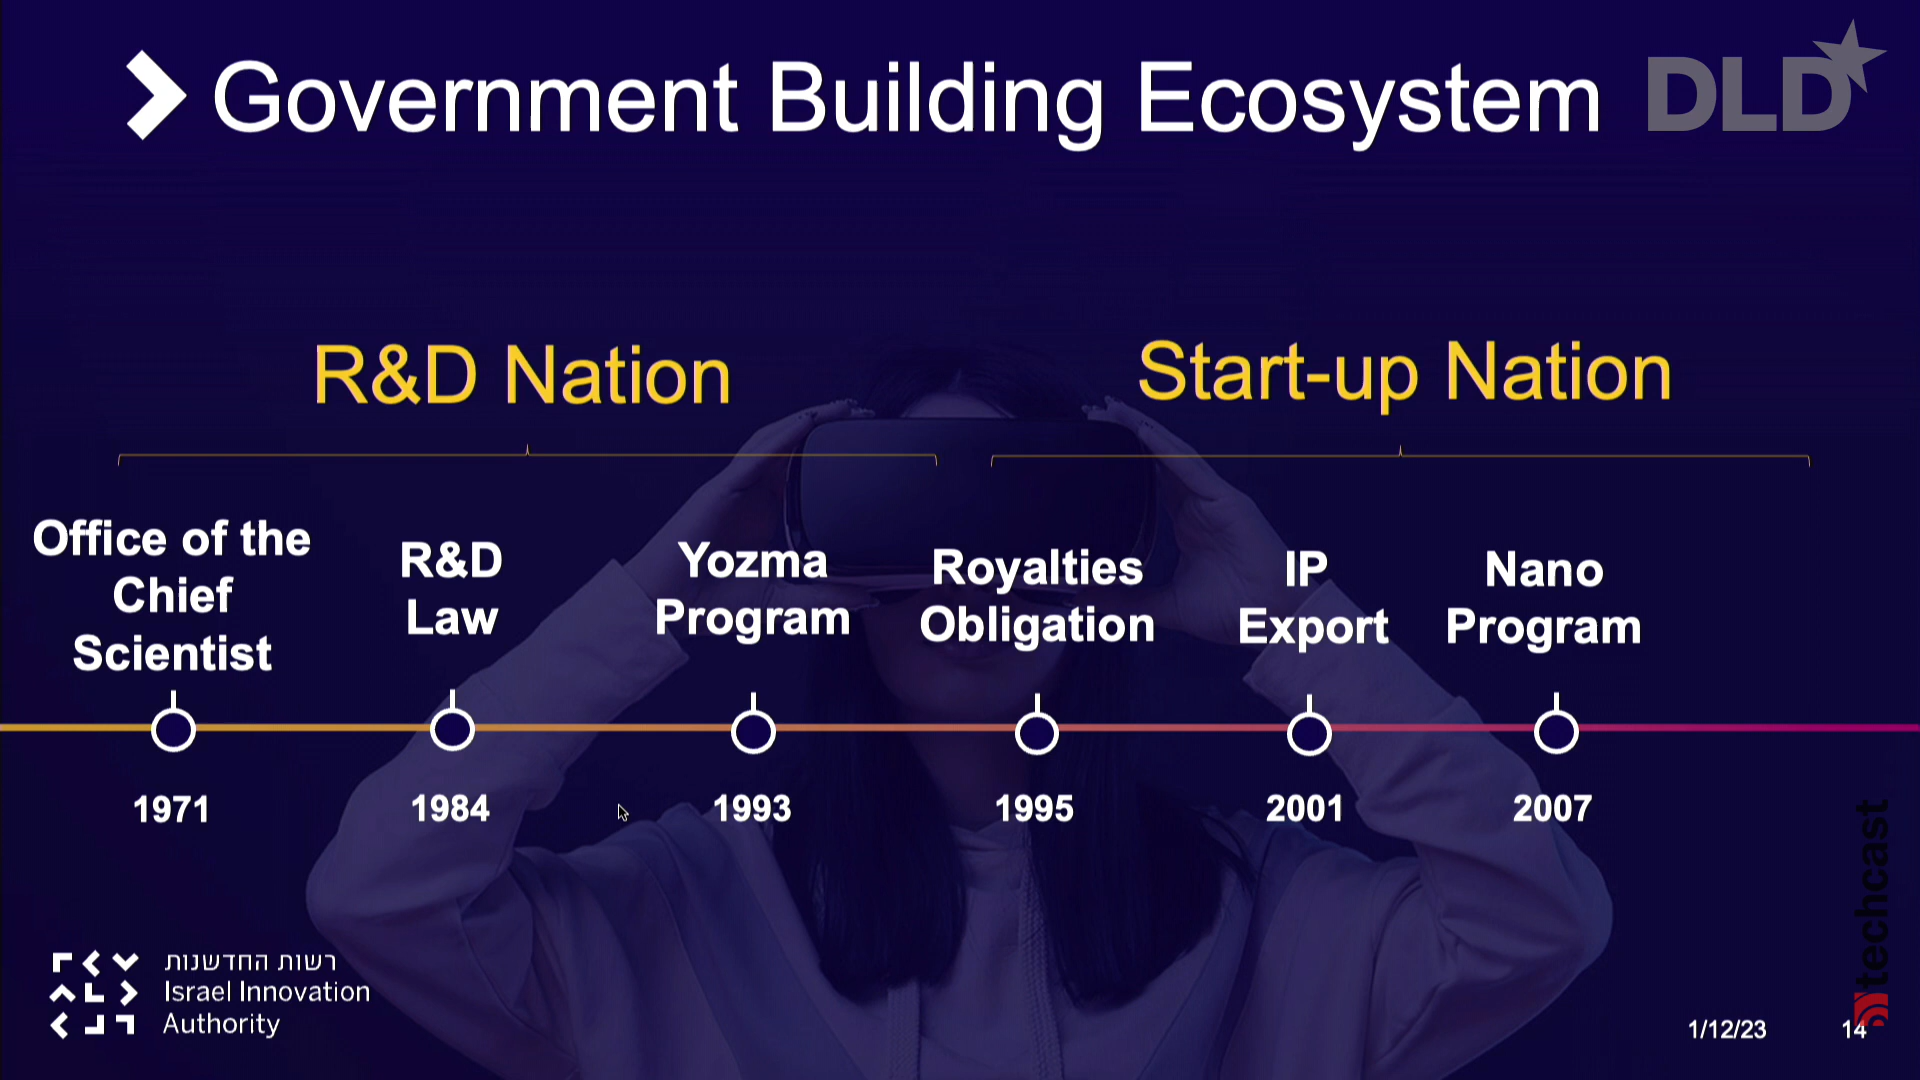 Government Building Ecosystem
DLD
R&D Nation
Start-up Nation
Office of the
Chief
Scientist
R&D
Law
Yozma
Program
Royalties
Obligation
IP
Export
Nano
Program
1971
1984
1993
1995
2001
2007
techcast
רשות החדשנות
Israel Innovation
Authority
1/12/23
14